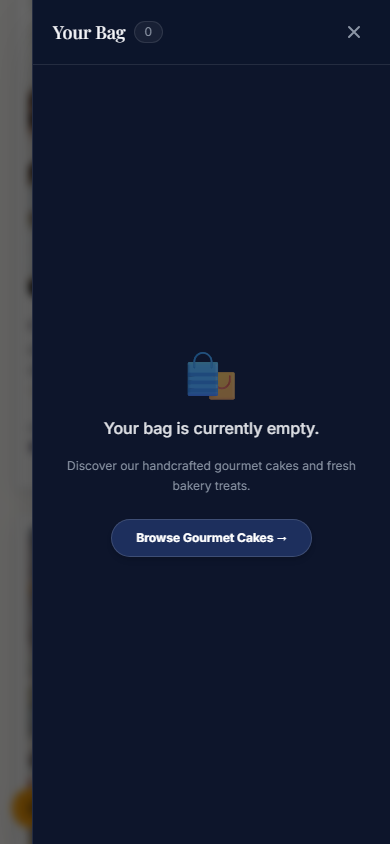 Your Bag 0
Your bag is currently empty.
Discover our handcrafted gourmet cakes and fresh
bakery treats.
Browse Gourmet Cakes →